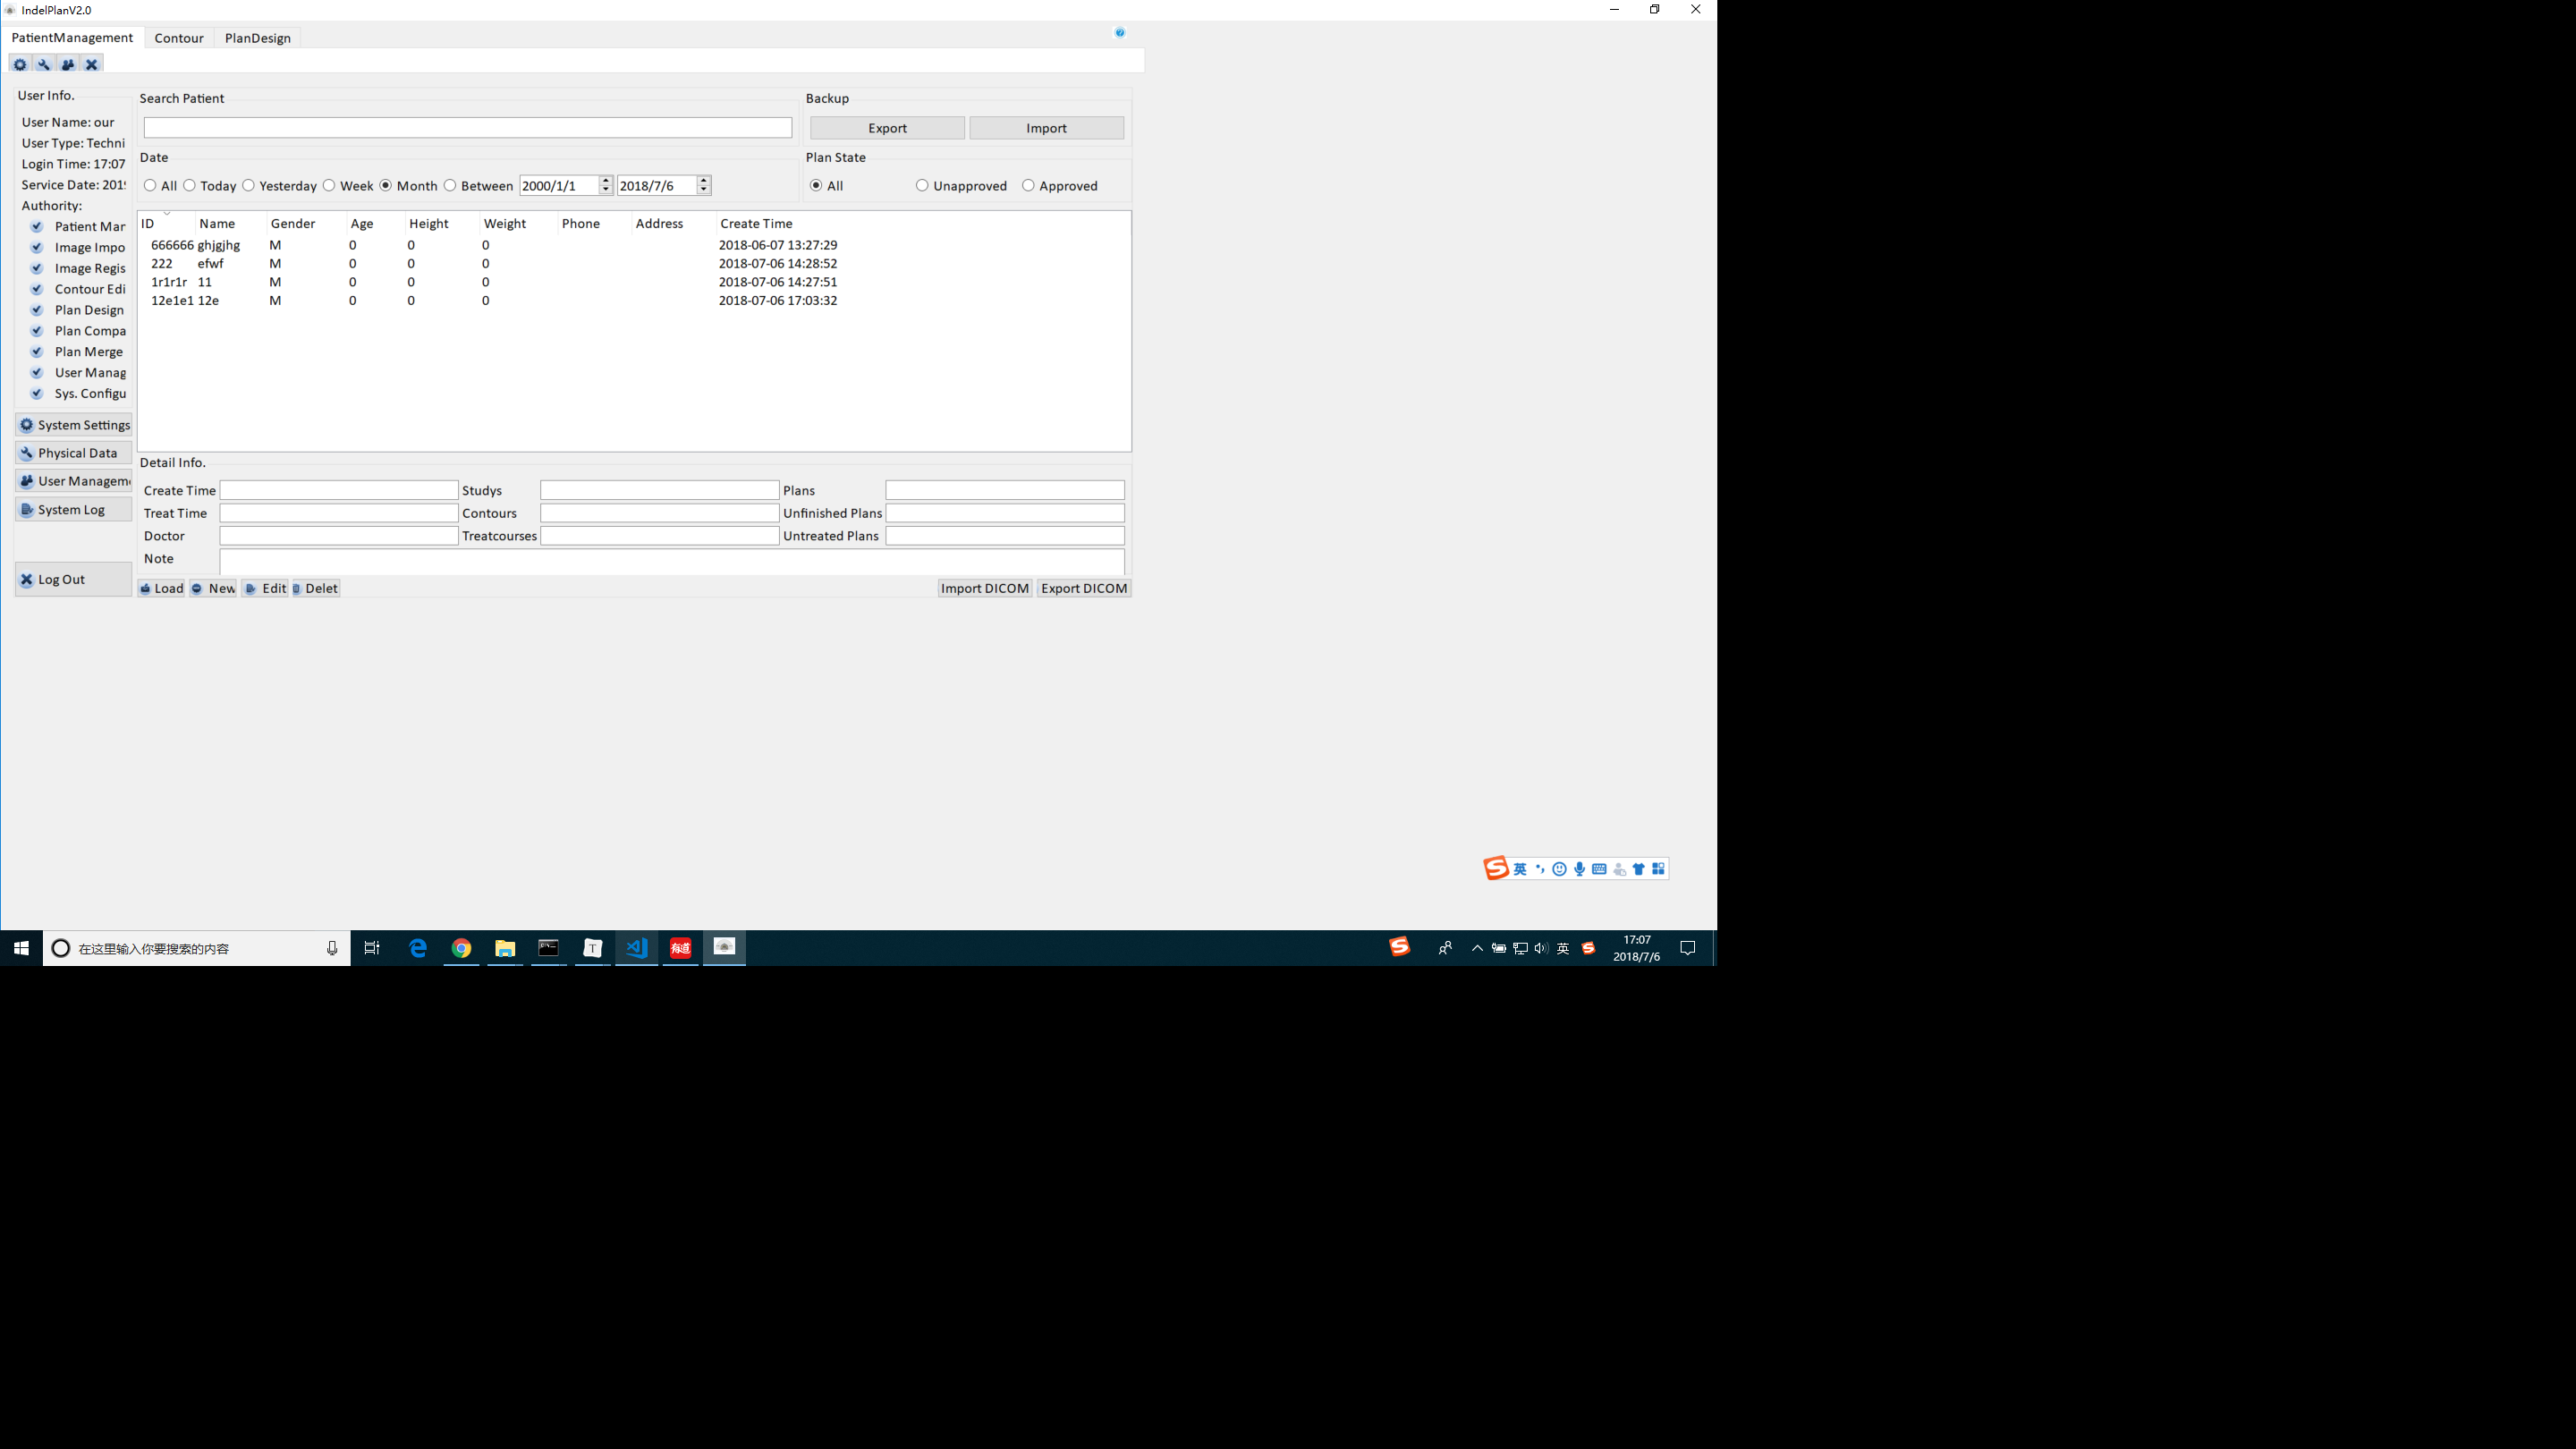 IndelPlanV2.0
PatientManagement Contour PlanDesign
User Info.
User Name: our
User Type: Techni
Login Time: 17:07
Service Date: 201
Authority:
Patient Mar
Image Impo
Image Regis
Contour Edi
Plan Design
Plan Compa
Plan Merge
User Manag
Sys. Configu
System Settings
Physical Data
User Managem
System Log
Log Out
Search Patient
Backup
Export Import
Date
All Today Yesterday Week Month Between 2000/1/1 2018/7/6
Plan State
All Unapproved Approved
ID Name Gender Age Height Weight Phone Address Create Time
666666 ghjgjhg M 0 0 0 2018-06-07 13:27:29
222 efwf M 0 0 0 2018-07-06 14:28:52
1r1r1r 11 M 0 0 0 2018-07-06 14:27:51
12e1e1 12e M 0 0 0 2018-07-06 17:03:32
Detail Info.
Create Time Studys Plans
Treat Time Contours Unfinished Plans
Doctor Treatcourses Untreated Plans
Note
Load New Edit Delet Import DICOM Export DICOM
英
在这里输入你要搜索的内容
T
有道
英
17:07
2018/7/6